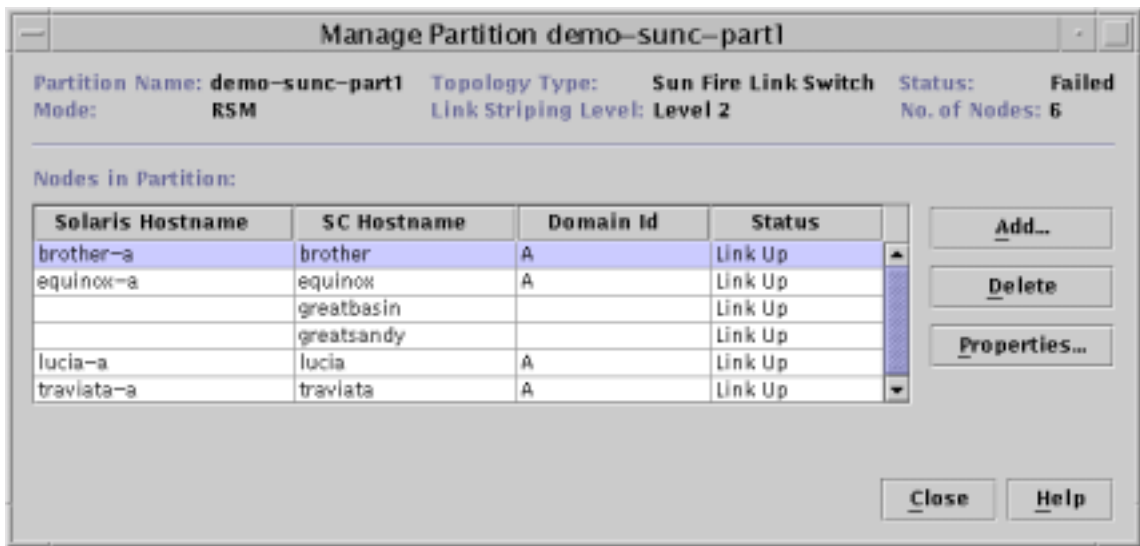 Manage Partition demo-sunc-part1
Partition Name: demo-sunc-part1 Topology Type: Sun Fire Link Switch Status: Failed
Mode: RSM Link Striping Level: Level 2 No. of Nodes: 6
Nodes in Partition:
Solaris Hostname SC Hostname Domain Id Status
brother-a brother A Link Up
equinox-a equinox A Link Up
greatbasin Link Up
greatsandy Link Up
lucia-a lucia A Link Up
traviata-a traviata A Link Up
Add...
Delete
Properties...
Close Help